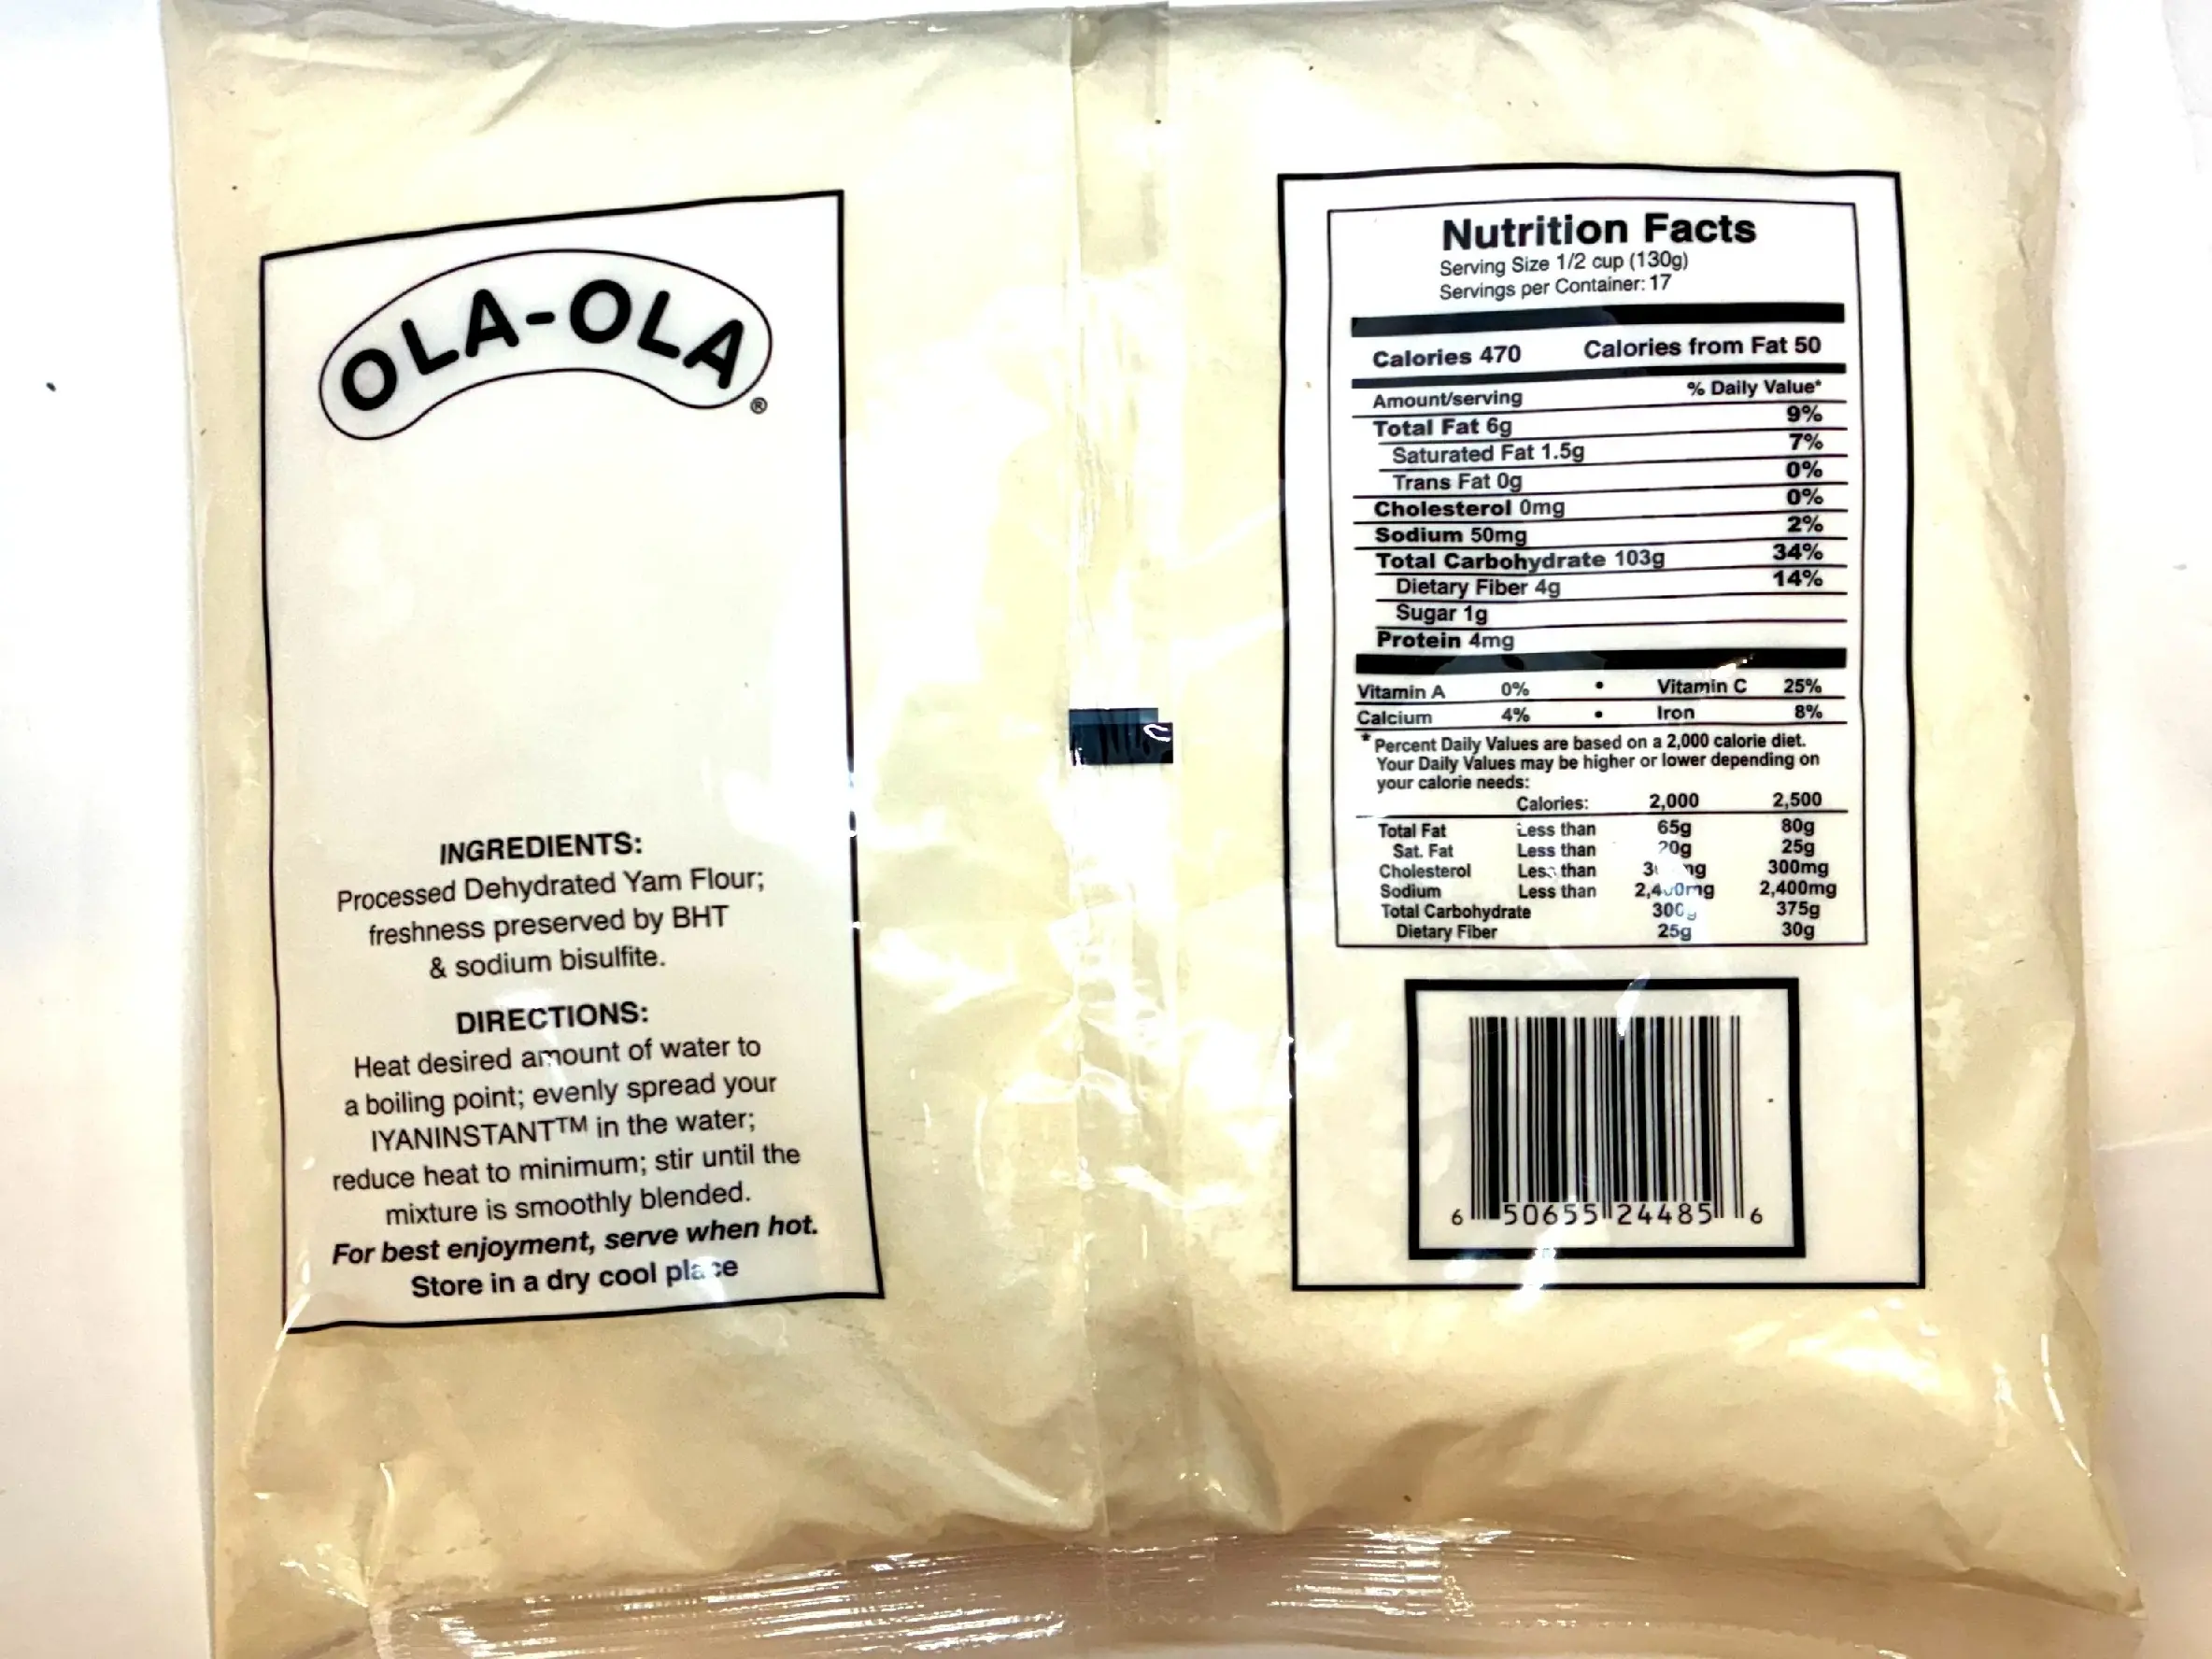 OLA-OLA®
INGREDIENTS:
Processed Dehydrated Yam Flour;
freshness preserved by BHT
& sodium bisulfite.
DIRECTIONS:
Heat desired amount of water to
a boiling point; evenly spread your
IYANINSTANT™ in the water;
reduce heat to minimum; stir until the
mixture is smoothly blended.
For best enjoyment, serve when hot.
Store in a dry cool place
Nutrition Facts
Serving Size 1/2 cup (130g)
Servings per Container: 17
Calories 470 Calories from Fat 50
Amount/serving % Daily Value*
Total Fat 6g 9%
Saturated Fat 1.5g 7%
Trans Fat 0g 0%
Cholesterol 0mg 0%
Sodium 50mg 2%
Total Carbohydrate 103g 34%
Dietary Fiber 4g 14%
Sugar 1g
Protein 4mg
Vitamin A 0% • Vitamin C 25%
Calcium 4% • Iron 8%
* Percent Daily Values are based on a 2,000 calorie diet.
Your Daily Values may be higher or lower depending on
your calorie needs:
Calories: 2,000 2,500
Total Fat Less than 65g 80g
Sat. Fat Less than 20g 25g
Cholesterol Less than 300mg
Sodium Less than 2,400mg 2,400mg
Total Carbohydrate 300g 375g
Dietary Fiber 25g 30g
6 50655 24485 6